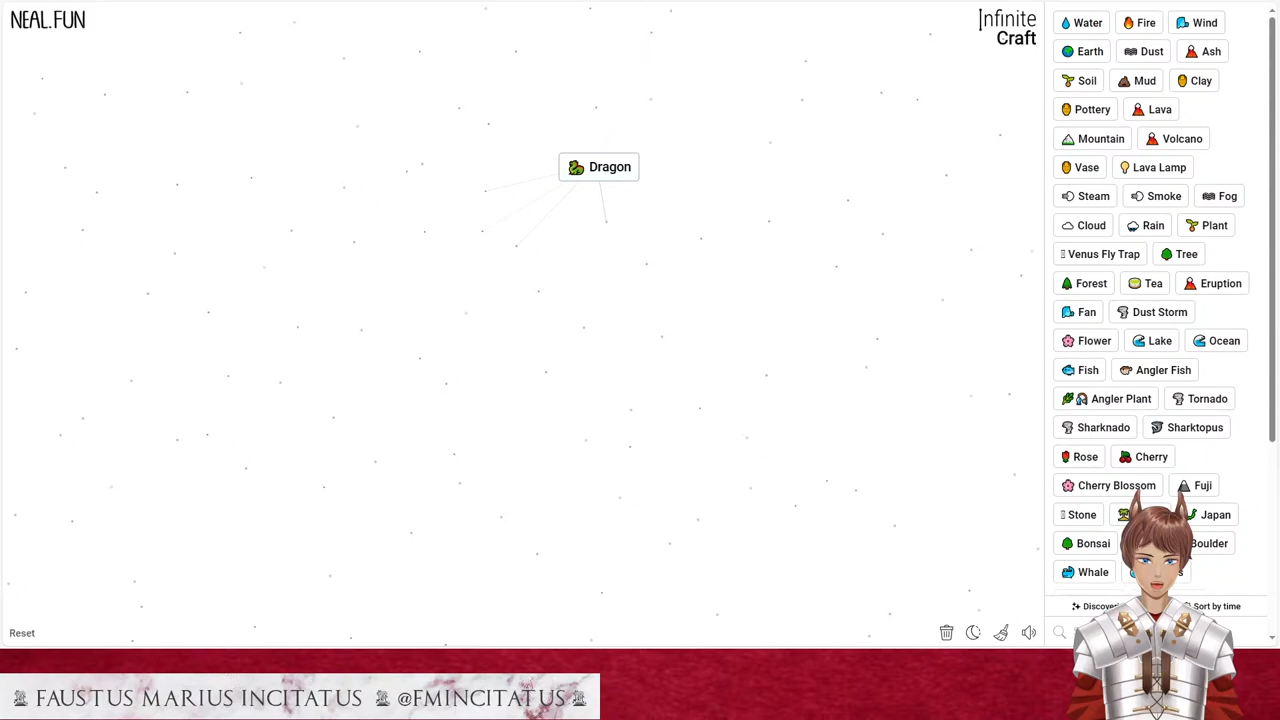 NEAL.FUN
Infinite
Craft
Dragon
Water Fire Wind
Earth Dust Ash
Soil Mud Clay
Pottery Lava
Mountain Volcano
Vase Lava Lamp
Steam Smoke Fog
Cloud Rain Plant
Venus Fly Trap Tree
Forest Tea Eruption
Fan Dust Storm
Flower Lake Ocean
Fish Angler Fish
Angler Plant Tornado
Sharknado Sharktopus
Rose Cherry
Cherry Blossom Fuji
Stone Japan
Bonsai Boulder
Whale
Sort by time
Reset
FAUSTUS MARIUS INCITATUS @FMINCITATUS